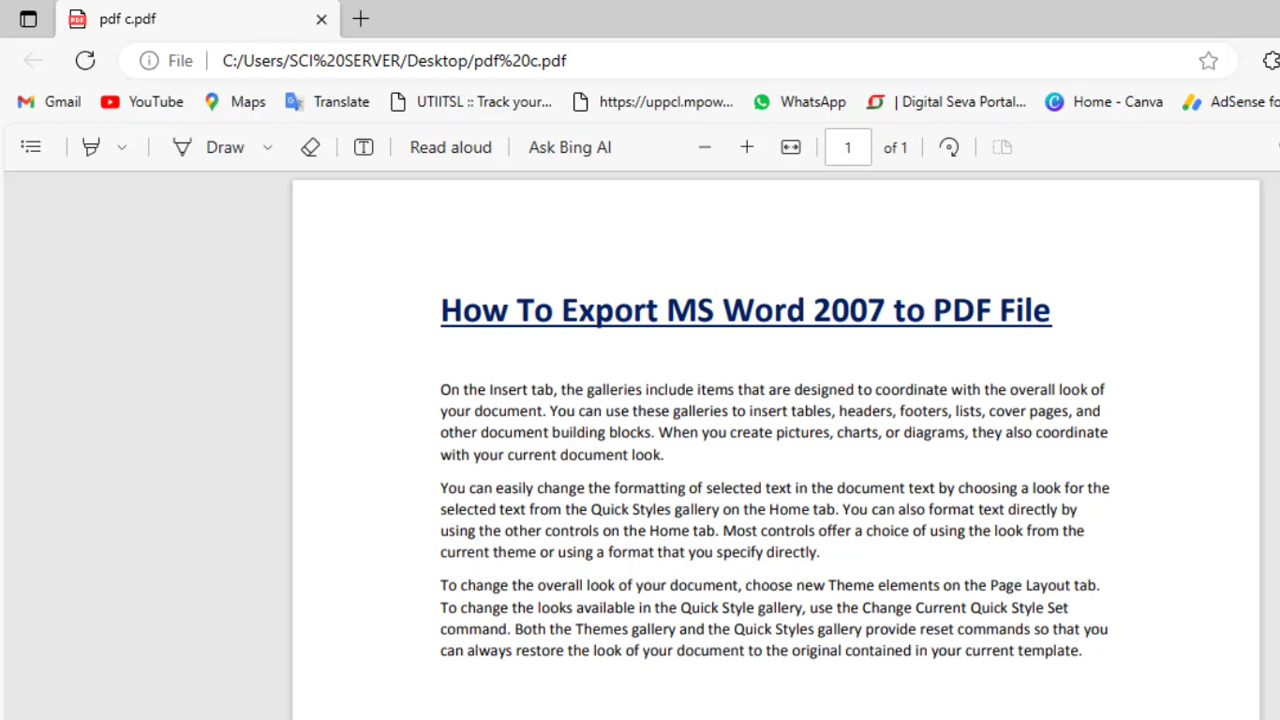 pdf c.pdf
File C:/Users/SCI%20SERVER/Desktop/pdf%20c.pdf
Gmail YouTube Maps Translate UTIITSL :: Track your... https://uppcl.mpow... WhatsApp | Digital Seva Portal... Home - Canva AdSense fo
Draw Read aloud Ask Bing AI 1 of 1
How To Export MS Word 2007 to PDF File
On the Insert tab, the galleries include items that are designed to coordinate with the overall look of
your document. You can use these galleries to insert tables, headers, footers, lists, cover pages, and
other document building blocks. When you create pictures, charts, or diagrams, they also coordinate
with your current document look.
You can easily change the formatting of selected text in the document text by choosing a look for the
selected text from the Quick Styles gallery on the Home tab. You can also format text directly by
using the other controls on the Home tab. Most controls offer a choice of using the look from the
current theme or using a format that you specify directly.
To change the overall look of your document, choose new Theme elements on the Page Layout tab.
To change the looks available in the Quick Style gallery, use the Change Current Quick Style Set
command. Both the Themes gallery and the Quick Styles gallery provide reset commands so that you
can always restore the look of your document to the original contained in your current template.